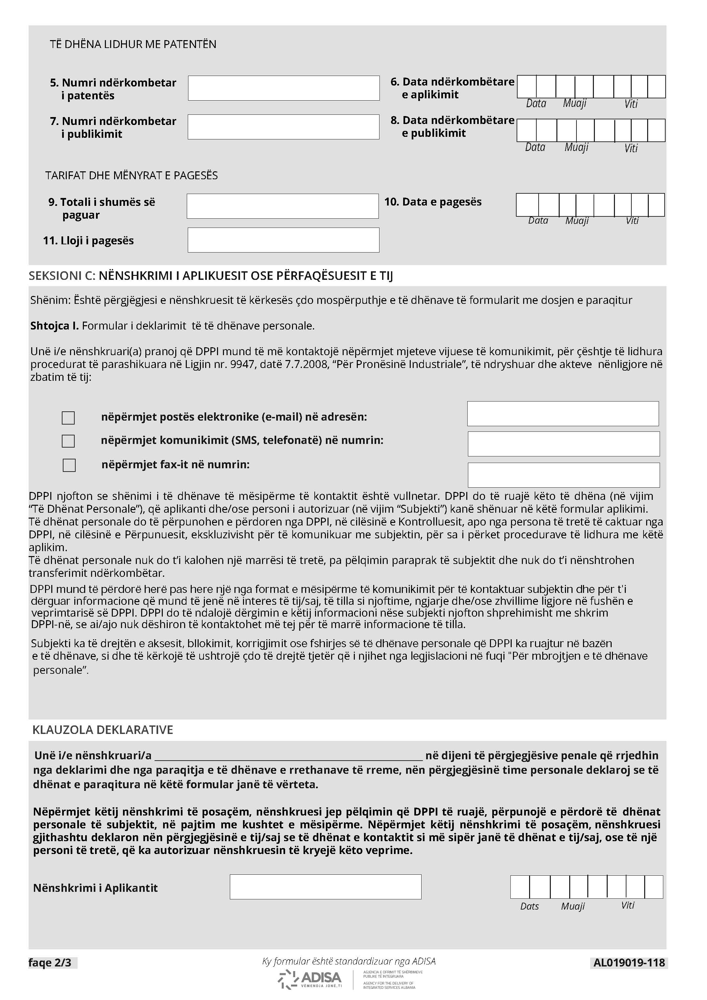 TË DHËNA LIDHUR ME PATENTËN
5. Numri ndërkombetar
i patentës
6. Data ndërkombëtare
e aplikimit
Data Muaji Viti
7. Numri ndërkombetar
i publikimit
8. Data ndërkombëtare
e publikimit
Data Muaji Viti
TARIFAT DHE MËNYRAT E PAGESËS
9. Totali i shumës së
paguar
10. Data e pagesës
Data Muaji Viti
11. Lloji i pagesës
SEKSIONI C: NËNSHKRIMI I APLIKUESIT OSE PËRFAQËSUESIT E TIJ
Shënim: Është përgjëgjesi e nënshkruesit të kërkesës çdo mospërputhje e të dhënave të formularit me dosjen e paraqitur
Shtojca I. Formular i deklarimit të të dhënave personale.
Unë i/e nënshkruari(a) pranoj që DPPI mund të më kontaktojë nëpërmjet mjeteve vijuese të komunikimit, për çështje të lidhura
procedurat të parashikuara në Ligjin nr. 9947, datë 7.7.2008, “Për Pronësinë Industriale”, të ndryshuar dhe akteve nënligjore në
zbatim të tij:
nëpërmjet postës elektronike (e-mail) në adresën:
nëpërmjet komunikimit (SMS, telefonatë) në numrin:
nëpërmjet fax-it në numrin:
DPPI njofton se shënimi i të dhënave të mësipërme të kontaktit është vullnetar. DPPI do të ruajë këto të dhëna (në vijim
“Të Dhënat Personale”), që aplikanti dhe/ose personi i autorizuar (në vijim “Subjekti”) kanë shënuar në këtë formular aplikimi.
Të dhënat personale do të përpunohen e përdoren nga DPPI, në cilësinë e Kontrolluesit, apo nga persona të tretë të caktuar nga
DPPI, në cilësinë e Përpunuesit, ekskluzivisht për të komunikuar me subjektin, për sa i përket procedurave të lidhura me këtë
aplikim.
Të dhënat personale nuk do t’i kalohen një marrësi të tretë, pa pëlqimin paraprak të subjektit dhe nuk do t’i nënshtrohen
transferimit ndërkombëtar.
DPPI mund të përdorë herë pas here një nga format e mësipërme të komunikimit për të kontaktuar subjektin dhe për t'i
dërguar informacione që mund të jenë në interes të tij/saj, të tilla si njoftime, ngjarje dhe/ose zhvillime ligjore në fushën e
veprimtarisë së DPPI. DPPI do të ndalojë dërgimin e këtij informacioni nëse subjekti njofton shprehimisht me shkrim
DPPI-në, se ai/ajo nuk dëshiron të kontaktohet më tej për të marrë informacione të tilla.
Subjekti ka të drejtën e aksesit, bllokimit, korrigjimit ose fshirjes së të dhënave personale që DPPI ka ruajtur në bazën
e të dhënave, si dhe të kërkojë të ushtrojë çdo të drejtë tjetër që i njihet nga legjislacioni në fuqi "Për mbrojtjen e të dhënave
personale”.
KLAUZOLA DEKLARATIVE
Unë i/e nënshkruari/a ______ në dijeni të përgjegjësive penale që rrjedhin
nga deklarimi dhe nga paraqitja e të dhënave e rrethanave të rreme, nën përgjegjësinë time personale deklaroj se të
dhënat e paraqitura në këtë formular janë të vërteta.
Nëpërmjet këtij nënshkrimi të posaçëm, nënshkruesi jep pëlqimin që DPPI të ruajë, përpunojë e përdorë të dhënat
personale të subjektit, në pajtim me kushtet e mësipërme. Nëpërmjet këtij nënshkrimi të posaçëm, nënshkruesi
gjithashtu deklaron nën përgjegjësinë e tij/saj se të dhënat e kontaktit si më sipër janë të dhënat e tij/saj, ose të një
personi të tretë, që ka autorizuar nënshkruesin të kryejë këto veprime.
Nënshkrimi i Aplikantit
Dats Muaji Viti
faqe 2/3
Ky formular është standardizuar nga ADISA
AL019019-118
ADISA
VËMENDJA JONË, TI
AGJENCIA E OFRIMIT TË SHËRBIMEVE
PUBLIKE TË INTEGRUARA
AGENCY FOR THE DELIVERY OF
INTEGRATED SERVICES ALBANIA